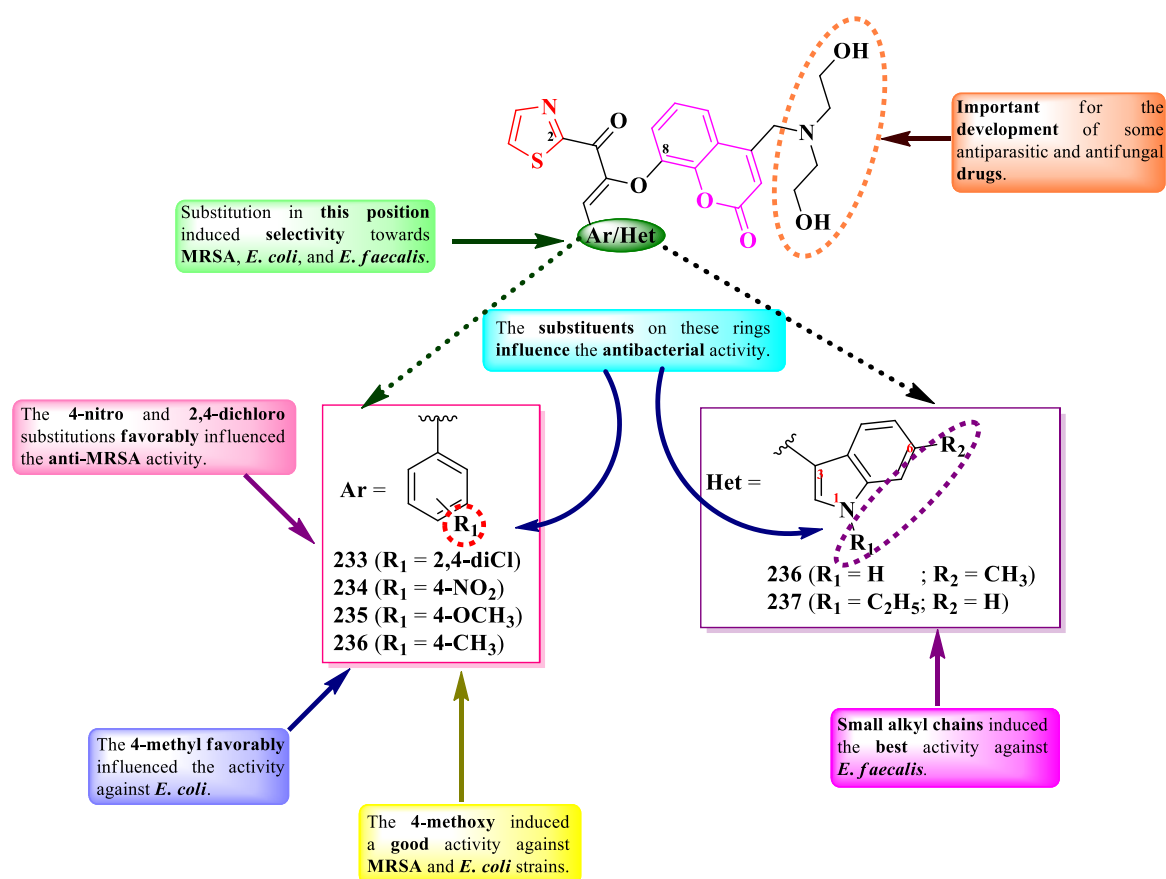 OH
N
2
S
O
8
O
N
O
O
OH
Important for the
development of some
antiparasitic and antifungal
drugs.
Substitution in this position
induced selectivity towards
MRSA, E. coli, and E. faecalis.
Ar/Het
The substituents on these rings
influence the antibacterial activity.
The 4-nitro and 2,4-dichloro
substitutions favorably influenced
the anti-MRSA activity.
Ar =
R1
233 (R1 = 2,4-diCl)
234 (R1 = 4-NO2)
235 (R1 = 4-OCH3)
236 (R1 = 4-CH3)
Het =
6
R2
3
1
N
R1
236 (R1 = H ; R2 = CH3)
237 (R1 = C2H5; R2 = H)
The 4-methyl favorably
influenced the activity
against E. coli.
Small alkyl chains induced
the best activity against
E. faecalis.
The 4-methoxy induced
a good activity against
MRSA and E. coli strains.